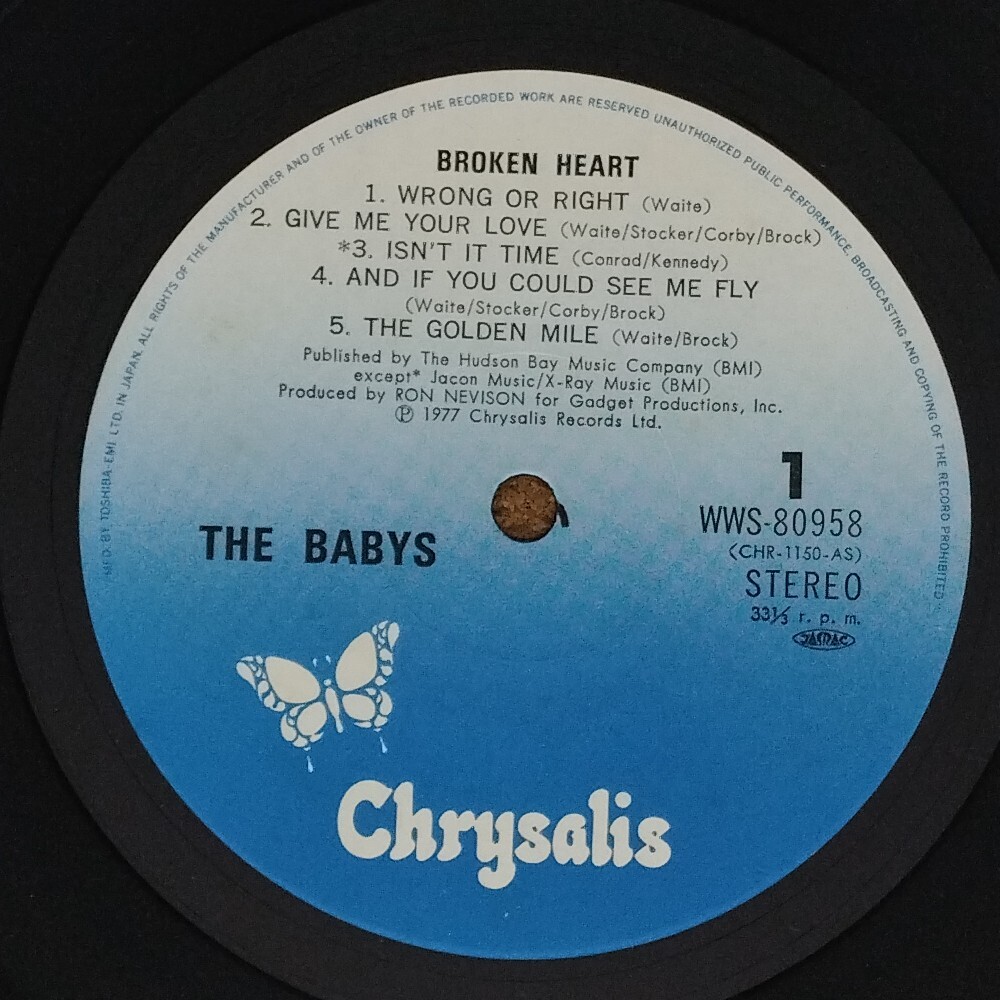 MFD. BY TOSHIBA-EMI LTD. IN JAPAN. ALL RIGHTS OF THE MANUFACTURER AND OF THE OWNER OF THE RECORDED WORK ARE RESERVED UNAUTHORIZED PUBLIC PERFORMANCE, BROADCASTING AND COPYING OF THE RECORD PROHIBITED
BROKEN HEART
1. WRONG OR RIGHT (Waite)
2. GIVE ME YOUR LOVE (Waite/Stocker/Corby/Brock)
*3. ISN'T IT TIME (Conrad/Kennedy)
4. AND IF YOU COULD SEE ME FLY
(Waite/Stocker/Corby/Brock)
5. THE GOLDEN MILE (Waite/Brock)
Published by The Hudson Bay Music Company (BMI)
except* Jacon Music/X-Ray Music (BMI)
Produced by RON NEVISON for Gadget Productions, Inc.
℗ 1977 Chrysalis Records Ltd.
1
WWS-80958
(CHR-1150-AS)
STEREO
33⅓ r. p. m.
JASRAC
THE BABYS
Chrysalis